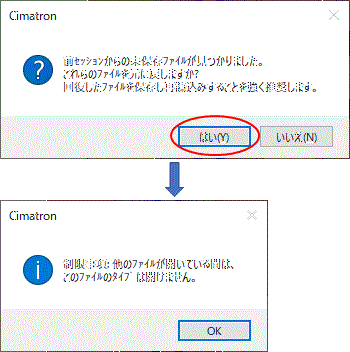 Cimatron
前ｾｯｼｮﾝからの未保存ﾌｧｲﾙが見つかりました。
これらのﾌｧｲﾙを元に戻しますか?
回復したﾌｧｲﾙを保存し再読込みすることを強く推奨します。
はい(Y)
いいえ(N)
Cimatron
制限事項: 他のﾌｧｲﾙが開いている間は、
このﾌｧｲﾙのﾀｲﾌﾟは開けません。
OK